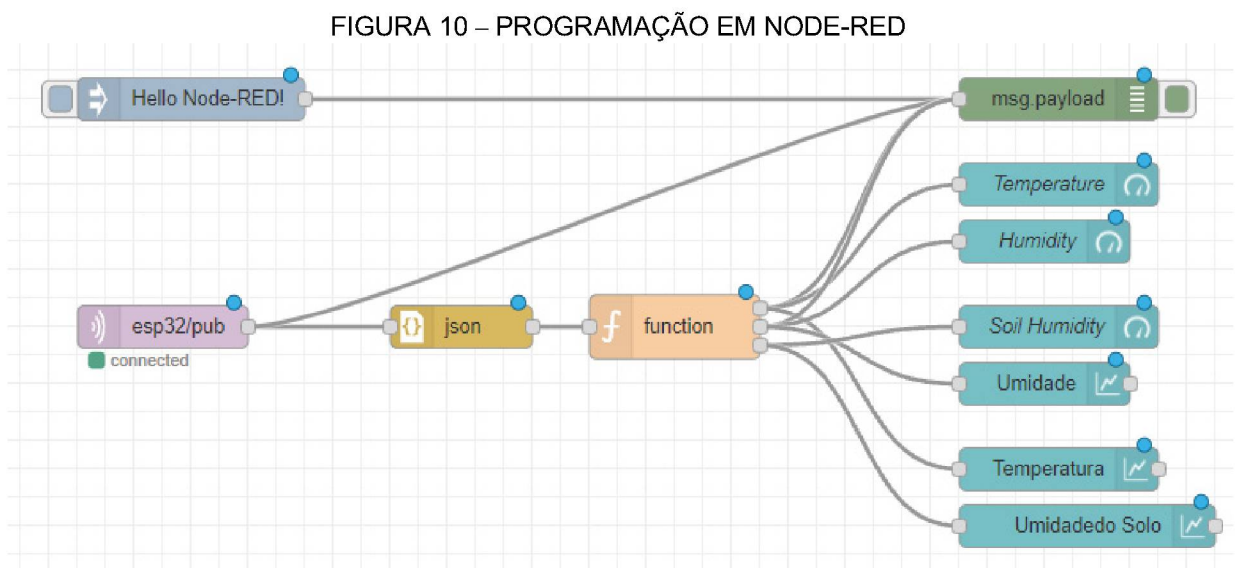 FIGURA 10 – PROGRAMAÇÃO EM NODE-RED
Hello Node-RED!
msg.payload
Temperature
Humidity
esp32/pub
connected
json
function
Soil Humidity
Umidade
Temperatura
Umidadedo Solo